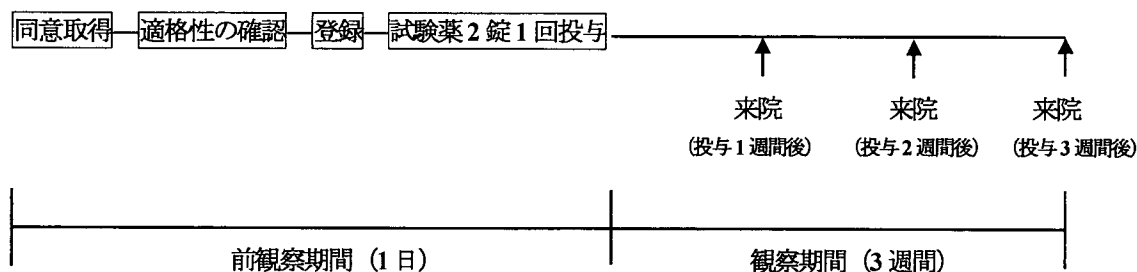 同意取得 適格性の確認 登録 試験薬2錠1回投与
来院 来院 来院
(投与1週間後) (投与2週間後) (投与3週間後)
前観察期間(1日) 観察期間(3週間)